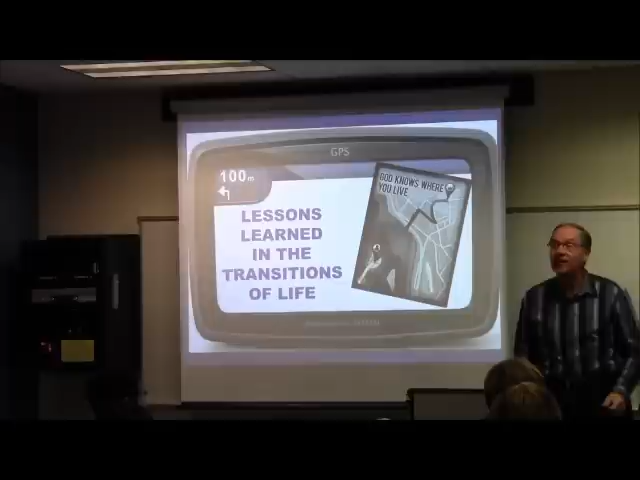 GPS
100m
GOD KNOWS WHERE
YOU LIVE
LESSONS
LEARNED
IN THE
TRANSITIONS
OF LIFE